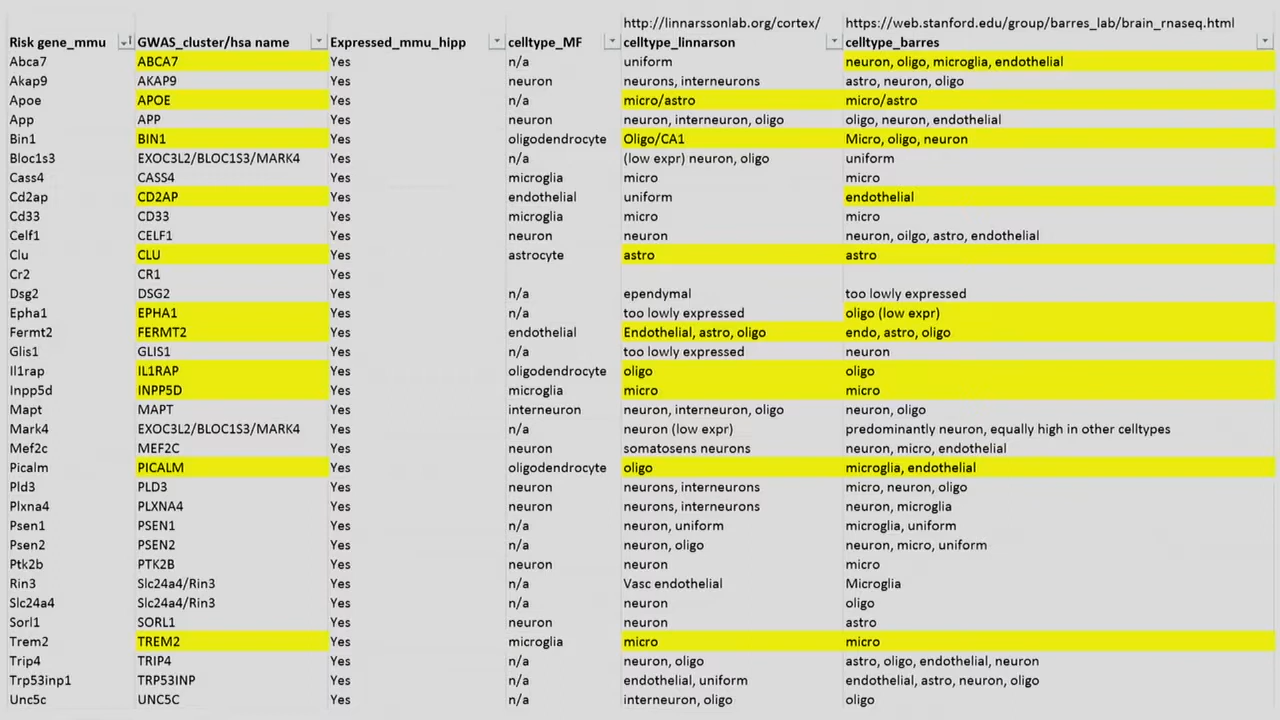 http://linnarssonlab.org/cortex/ https://web.stanford.edu/group/barres_lab/brain_rnaseq.html
Risk gene_mmu GWAS_cluster/hsa name Expressed_mmu_hipp celltype_MF celltype_linnarson celltype_barres
Abca7 ABCA7 Yes n/a uniform neuron, oligo, microglia, endothelial
Akap9 AKAP9 Yes neuron neurons, interneurons astro, neuron, oligo
Apoe APOE Yes n/a micro/astro micro/astro
App APP Yes neuron neuron, interneuron, oligo oligo, neuron, endothelial
Bin1 BIN1 Yes oligodendrocyte Oligo/CA1 Micro, oligo, neuron
Bloc1s3 EXOC3L2/BLOC1S3/MARK4 Yes n/a (low expr) neuron, oligo uniform
Cass4 CASS4 Yes microglia micro micro
Cd2ap CD2AP Yes endothelial uniform endothelial
Cd33 CD33 Yes microglia micro micro
Celf1 CELF1 Yes neuron neuron neuron, oilgo, astro, endothelial
Clu CLU Yes astrocyte astro astro
Cr2 CR1 Yes
Dsg2 DSG2 Yes n/a ependymal too lowly expressed
Epha1 EPHA1 Yes n/a too lowly expressed oligo (low expr)
Fermt2 FERMT2 Yes endothelial Endothelial, astro, oligo endo, astro, oligo
Glis1 GLIS1 Yes n/a too lowly expressed neuron
Il1rap IL1RAP Yes oligodendrocyte oligo oligo
Inpp5d INPP5D Yes microglia micro micro
Mapt MAPT Yes interneuron neuron, interneuron, oligo neuron, oligo
Mark4 EXOC3L2/BLOC1S3/MARK4 Yes n/a neuron (low expr) predominantly neuron, equally high in other celltypes
Mef2c MEF2C Yes neuron somatosens neurons neuron, micro, endothelial
Picalm PICALM Yes oligodendrocyte oligo microglia, endothelial
Pld3 PLD3 Yes neuron neurons, interneurons micro, neuron, oligo
Plxna4 PLXNA4 Yes neuron neurons, interneurons neuron, microglia
Psen1 PSEN1 Yes n/a neuron, uniform microglia, uniform
Psen2 PSEN2 Yes n/a neuron, oligo neuron, micro, uniform
Ptk2b PTK2B Yes neuron neuron micro
Rin3 Slc24a4/Rin3 Yes n/a Vasc endothelial Microglia
Slc24a4 Slc24a4/Rin3 Yes n/a neuron oligo
Sorl1 SORL1 Yes neuron neuron astro
Trem2 TREM2 Yes microglia micro micro
Trip4 TRIP4 Yes n/a neuron, oligo astro, oligo, endothelial, neuron
Trp53inp1 TRP53INP Yes n/a endothelial, uniform endothelial, astro, neuron, oligo
Unc5c UNC5C Yes n/a interneuron, oligo oligo